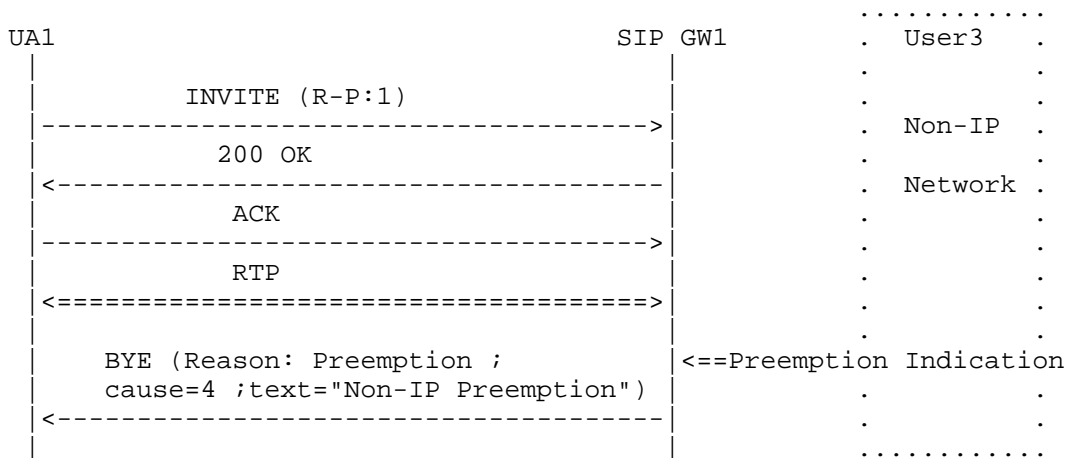 UA1 SIP GW1 User3
INVITE (R-P:1)
Non-IP
200 OK
Network
ACK
RTP
BYE (Reason: Preemption ; <==Preemption Indication
cause=4 ;text="Non-IP Preemption")